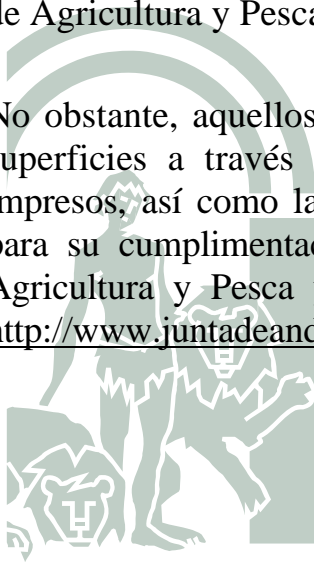 de Agricultura y Pesca
No obstante, aquellos
superficies a través
impresos, así como la
para su cumplimentac
Agricultura y Pesca
http://www.juntadeand